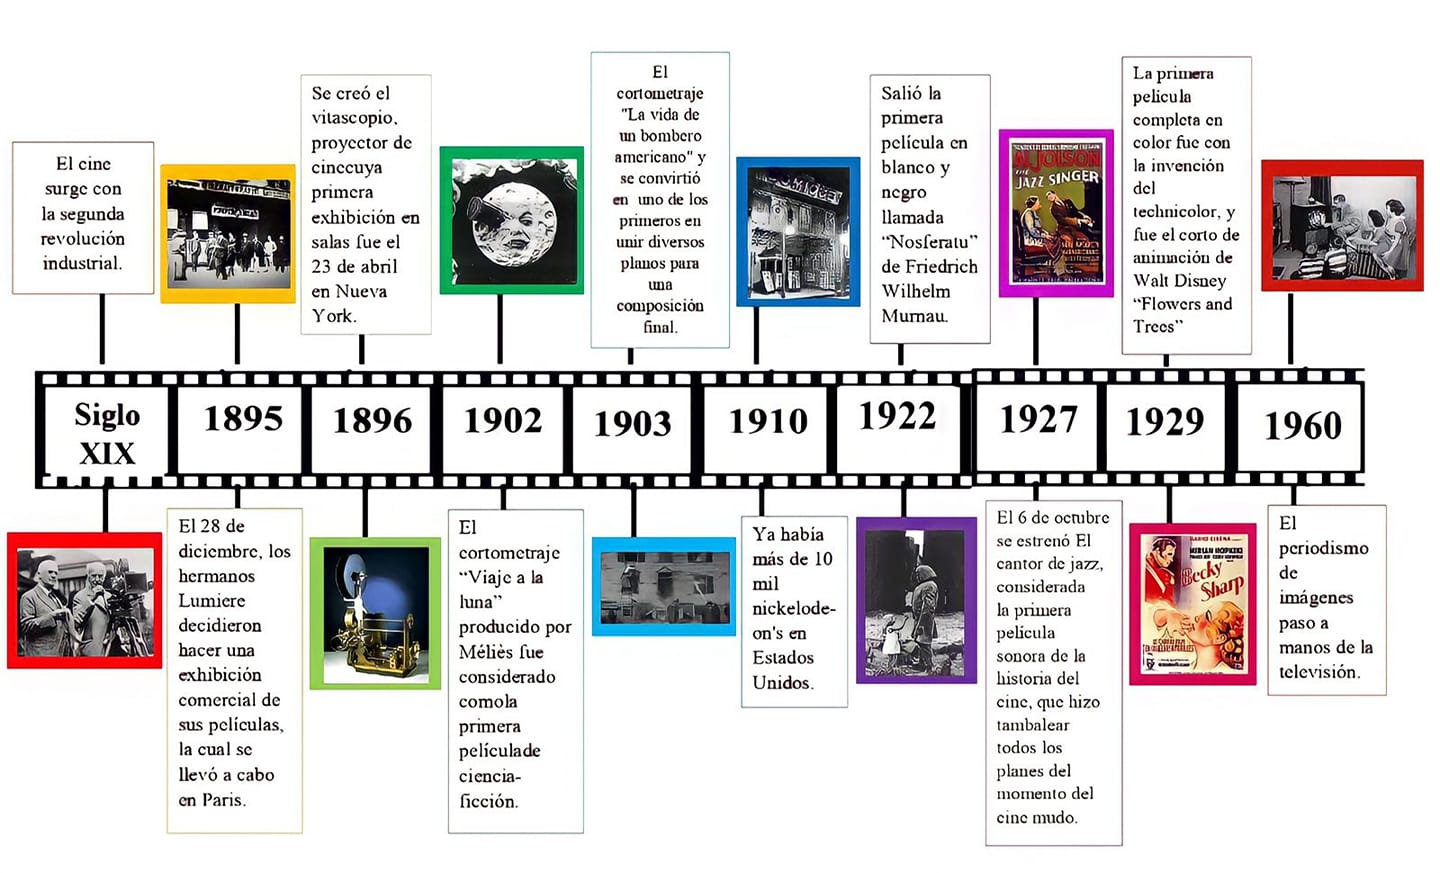 El cine
surge con
la segunda
revolución
industrial.
Se creó el
vitascopio,
proyector de
cinecuya
primera
exhibición en
salas fue el
23 de abril
en Nueva
York.
El
cortometraje
"La vida de
un bombero
americano" y
se convirtió
en uno de los
primeros en
unir diversos
planos para
una
composición
final.
Salió la
primera
película en
blanco y
negro
llamada
“Nosferatu”
de Friedrich
Wilhelm
Murnau.
AL JOLSON
THE
JAZZ SINGER
La primera
película
completa en
color fue con
la invención
del
technicolor, y
fue el corto de
animación de
Walt Disney
“Flowers and
Trees”
Siglo
XIX
1895
1896
1902
1903
1910
1922
1927
1929
1960
El 28 de
diciembre, los
hermanos
Lumiere
decidieron
hacer una
exhibición
comercial de
sus películas,
la cual se
llevó a cabo
en Paris.
El
cortometraje
“Viaje a la
luna”
producido por
Méliès fue
considerado
comola
primera
películade
ciencia-
ficción.
Ya había
más de 10
mil
nickelode-
on's en
Estados
Unidos.
El 6 de octubre
se estrenó El
cantor de jazz,
considerada
la primera
película
sonora de la
historia del
cine, que hizo
tambalear
todos los
planes del
momento del
cine mudo.
MIRIAM HOPKINS
Becky
Sharp
El
periodismo
de
imágenes
paso a
manos de la
televisión.